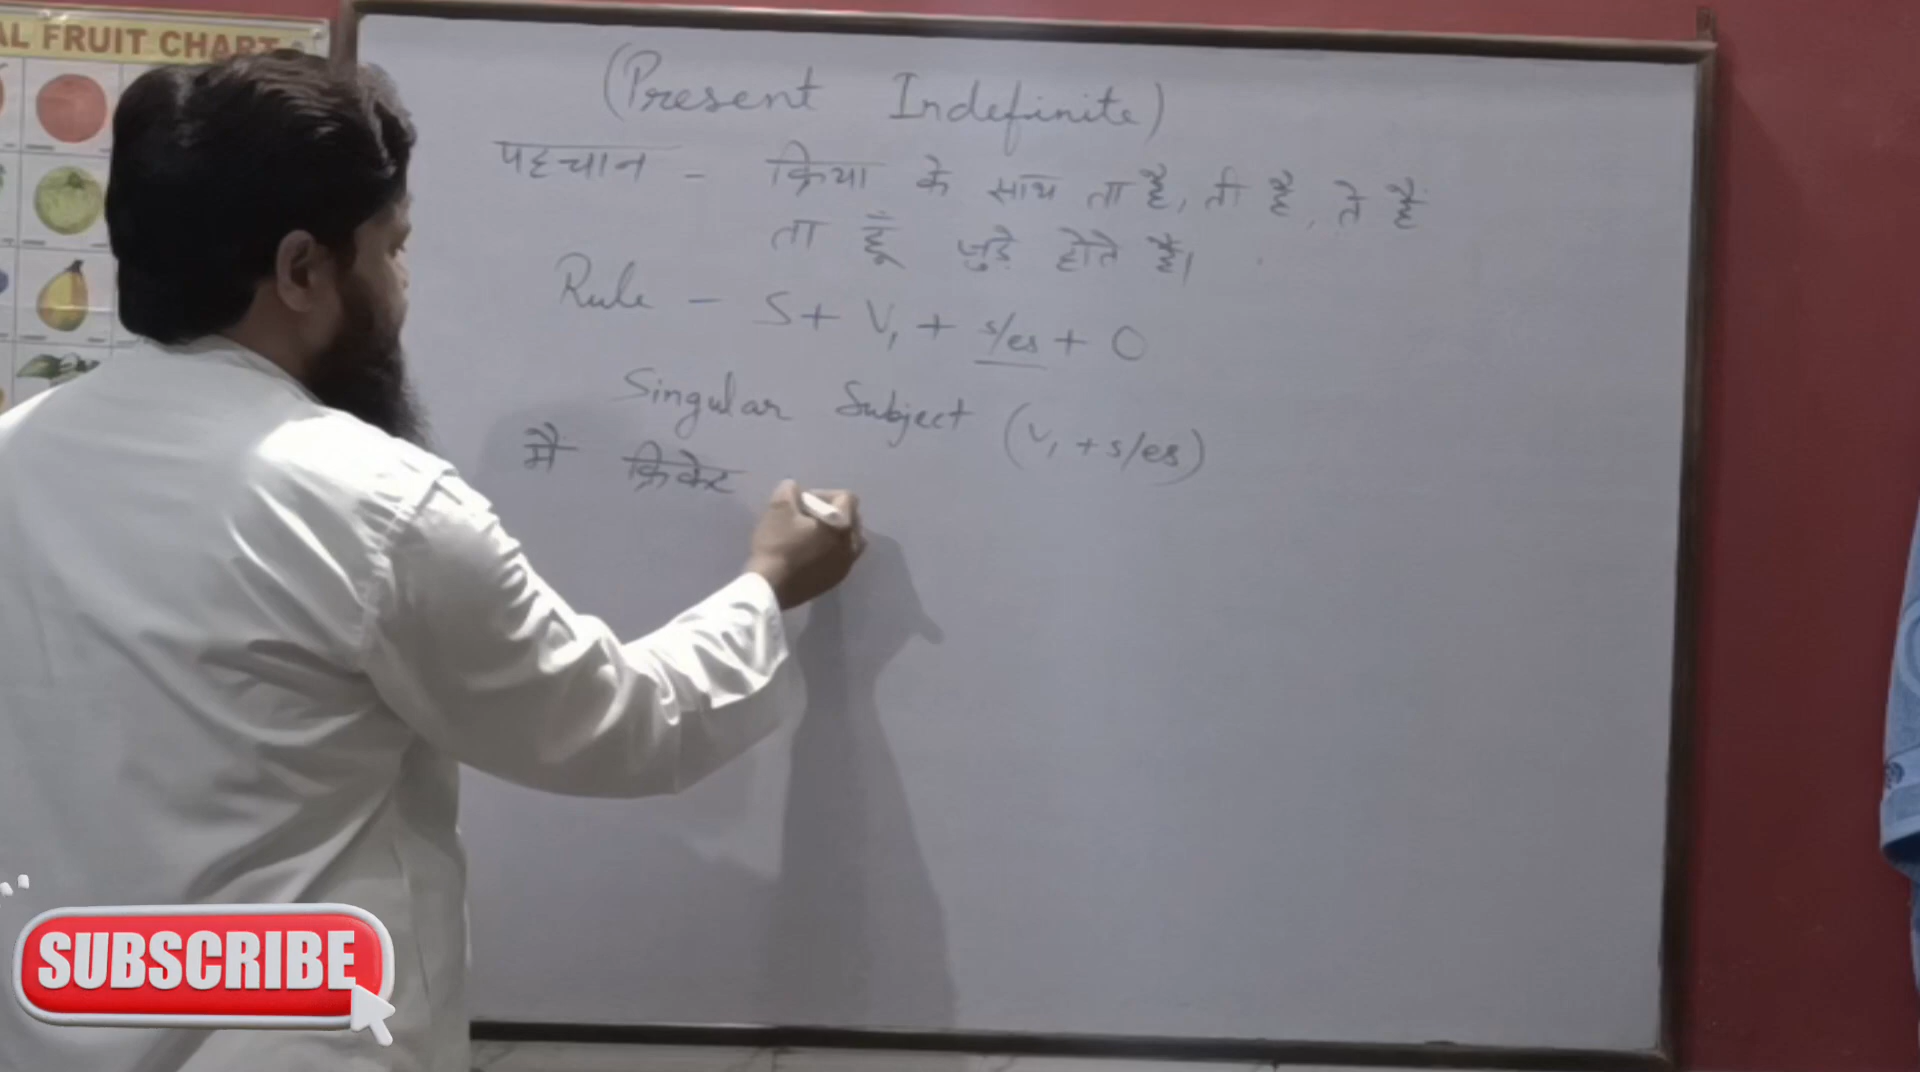 AL FRUIT CHART
(Present Indefinite)
पहचान - क्रिया के साथ ता है, ती है, ते हैं
ता हूँ जुड़े होते हैं।
Rule - S + V₁ + s/es + O
Singular Subject (V₁ + s/es)
मैं क्रिकेट
SUBSCRIBE